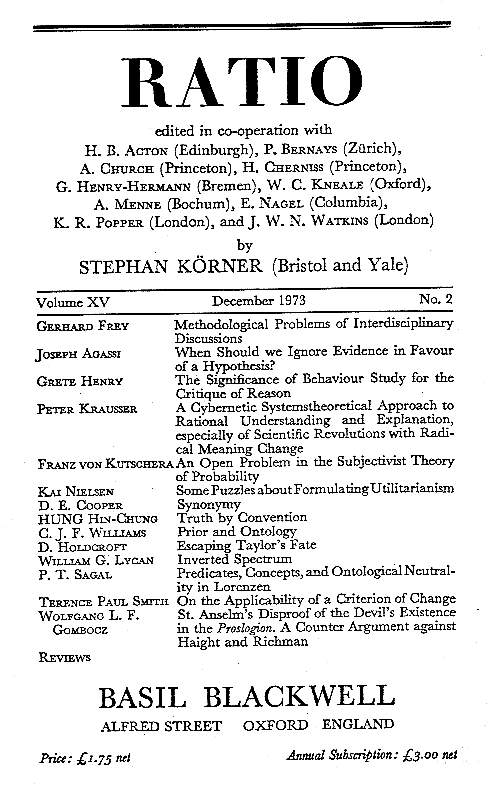 RATIO
edited in co-operation with
H. B. ACTON (Edinburgh), P. BERNAYS (Zürich),
A. CHURCH (Princeton), H. CHERNISS (Princeton),
G. HENRY-HERMANN (Bremen), W. C. KNEALE (Oxford),
A. MENNE (Bochum), E. NAGEL (Columbia),
K. R. POPPER (London), and J. W. N. WATKINS (London)
by
STEPHAN KÖRNER (Bristol and Yale)
Volume XV December 1973 No. 2
GERHARD FREY Methodological Problems of Interdisciplinary
Discussions
JOSEPH AGASSI When Should we Ignore Evidence in Favour
of a Hypothesis?
GRETE HENRY The Significance of Behaviour Study for the
Critique of Reason
PETER KRAUSSER A Cybernetic Systemstheoretical Approach to
Rational Understanding and Explanation,
especially of Scientific Revolutions with Radi-
cal Meaning Change
FRANZ VON KUTSCHERA An Open Problem in the Subjectivist Theory
of Probability
KAI NIELSEN Some Puzzles about Formulating Utilitarianism
D. E. COOPER Synonymy
HUNG HIN-CHUNG Truth by Convention
C. J. F. WILLIAMS Prior and Ontology
D. HOLDCROFT Escaping Taylor's Fate
WILLIAM G. LYCAN Inverted Spectrum
P. T. SAGAL Predicates, Concepts, and Ontological Neutral-
ity in Lorenzen
TERENCE PAUL SMITH On the Applicability of a Criterion of Change
WOLFGANG L. F. St. Anselm's Disproof of the Devil's Existence
GOMBOCZ in the Proslogion. A Counter Argument against
Haight and Richman
REVIEWS
BASIL BLACKWELL
ALFRED STREET OXFORD ENGLAND
Price: £1.75 net Annual Subscription: £3.00 net